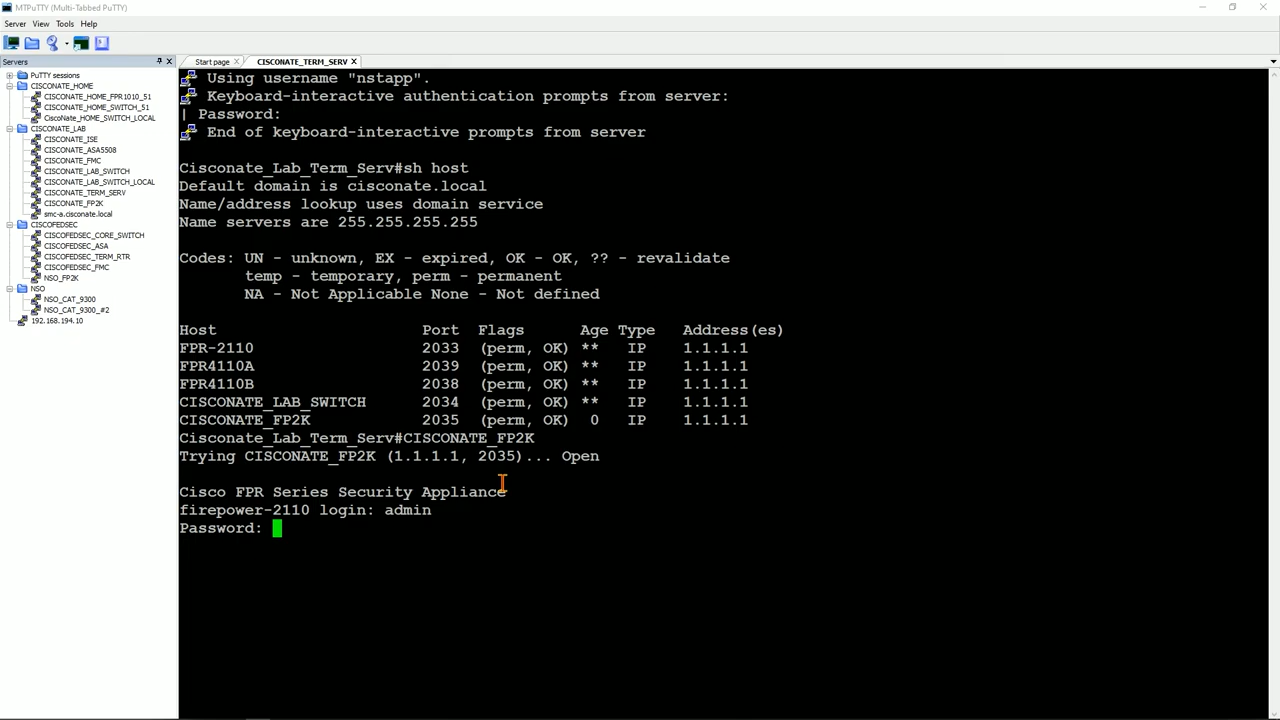 MTPuTTY (Multi-Tabbed PuTTY)
Server View Tools Help
Servers
PuTTY sessions
CISCONATE_HOME
CISCONATE_HOME_FPR1010_51
CISCONATE_HOME_SWITCH_51
CiscoNate_HOME_SWITCH_LOCAL
CISCONATE_LAB
CISCONATE_ISE
CISCONATE_ASA5508
CISCONATE_FMC
CISCONATE_LAB_SWITCH
CISCONATE_LAB_SWITCH_LOCAL
CISCONATE_TERM_SERV
CISCONATE_FP2K
smc-a.cisconate.local
CISCOFEDSEC
CISCOFEDSEC_CORE_SWITCH
CISCOFEDSEC_ASA
CISCOFEDSEC_TERM_RTR
CISCOFEDSEC_FMC
NSO_FP2K
NSO
NSO_CAT_9300
NSO_CAT_9300_#2
192.168.194.10
Start page CISCONATE_TERM_SERV
Using username "nstapp".
Keyboard-interactive authentication prompts from server:
| Password:
End of keyboard-interactive prompts from server
Cisconate_Lab_Term_Serv#sh host
Default domain is cisconate.local
Name/address lookup uses domain service
Name servers are 255.255.255.255
Codes: UN - unknown, EX - expired, OK - OK, ?? - revalidate
temp - temporary, perm - permanent
NA - Not Applicable None - Not defined
Host Port Flags Age Type Address(es)
FPR-2110 2033 (perm, OK) ** IP 1.1.1.1
FPR4110A 2039 (perm, OK) ** IP 1.1.1.1
FPR4110B 2038 (perm, OK) ** IP 1.1.1.1
CISCONATE_LAB_SWITCH 2034 (perm, OK) ** IP 1.1.1.1
CISCONATE_FP2K 2035 (perm, OK) 0 IP 1.1.1.1
Cisconate_Lab_Term_Serv#CISCONATE_FP2K
Trying CISCONATE_FP2K (1.1.1.1, 2035)... Open
Cisco FPR Series Security Appliance
firepower-2110 login: admin
Password: